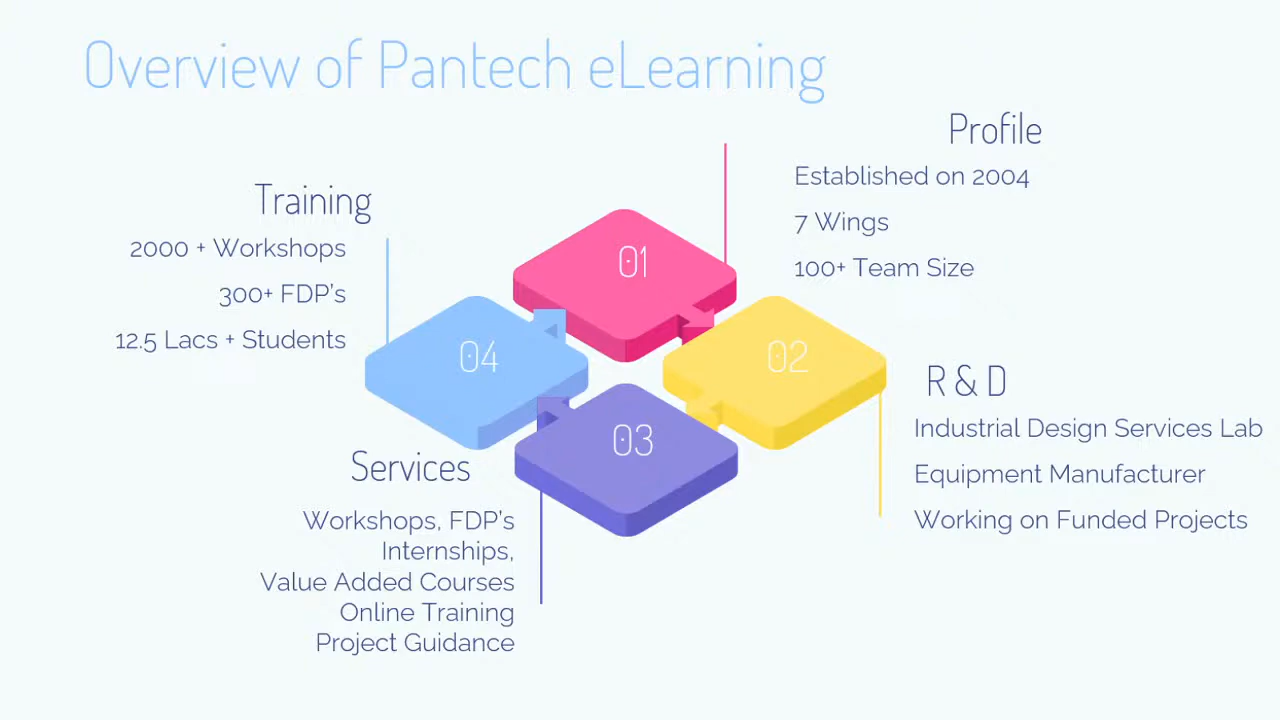 Overview of Pantech eLearning
Profile
Established on 2004
7 Wings
100+ Team Size
Training
2000 + Workshops
300+ FDP's
12.5 Lacs + Students
01
04
02
03
R & D
Industrial Design Services Lab
Equipment Manufacturer
Working on Funded Projects
Services
Workshops, FDP's
Internships,
Value Added Courses
Online Training
Project Guidance